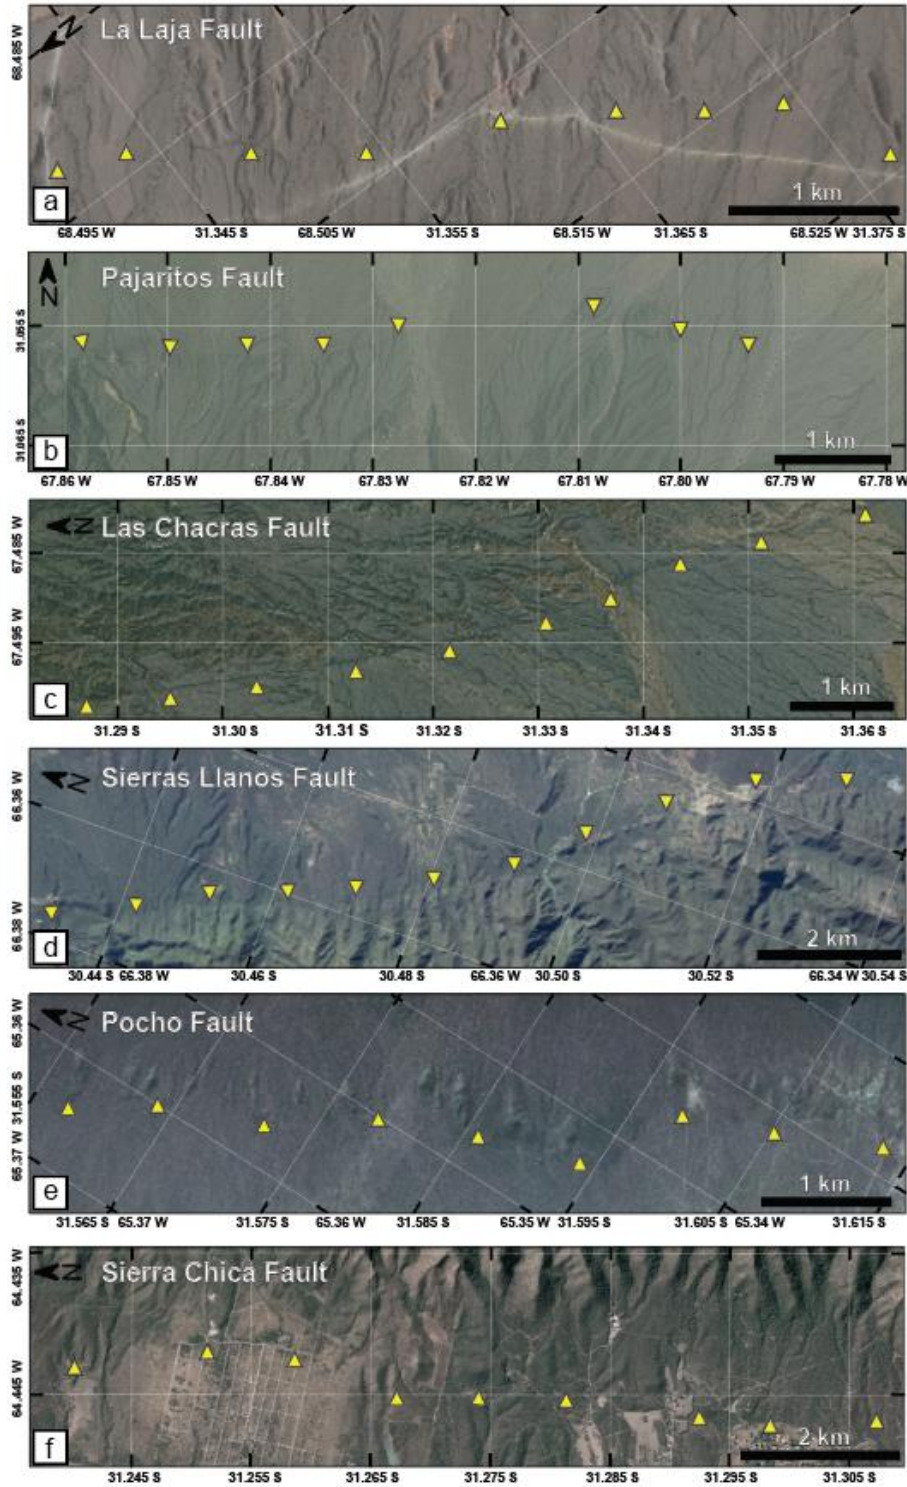 N
La Laja Fault
68.485 W
a
1 km
68.495 W 31.345 S 68.505 W 31.355 S 68.515 W 31.365 S 68.525 W 31.375 S
N
Pajaritos Fault
31.055 S
31.065 S
b
1 km
67.86 W 67.85 W 67.84 W 67.83 W 67.82 W 67.81 W 67.80 W 67.79 W 67.78 W
N
Las Chacras Fault
67.485 W
67.495 W
c
1 km
31.29 S 31.30 S 31.31 S 31.32 S 31.33 S 31.34 S 31.35 S 31.36 S
N
Sierras Llanos Fault
66.36 W
66.38 W
d
2 km
30.44 S 66.38 W 30.46 S 30.48 S 66.36 W 30.50 S 30.52 S 66.34 W 30.54 S
N
Pocho Fault
65.36 W
31.555 S
65.37 W
e
1 km
31.565 S 65.37 W 31.575 S 65.36 W 31.585 S 65.35 W 31.595 S 31.605 S 65.34 W 31.615 S
N
Sierra Chica Fault
64.435 W
64.445 W
f
2 km
31.245 S 31.255 S 31.265 S 31.275 S 31.285 S 31.295 S 31.305 S